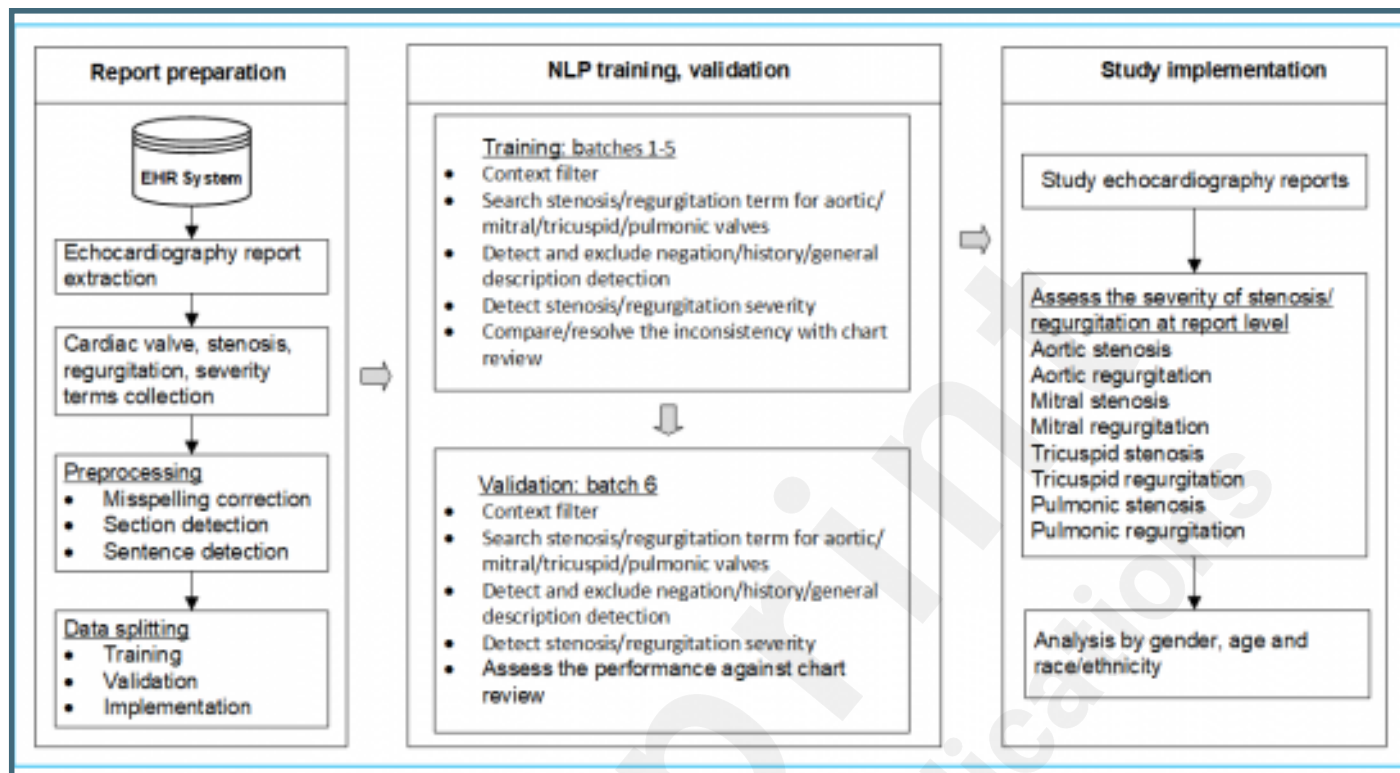 Report preparation
EHR System
Echocardiography report
extraction
Cardiac valve, stenosis,
regurgitation, severity
terms collection
Preprocessing
• Misspelling correction
• Section detection
• Sentence detection
Data splitting
• Training
• Validation
• Implementation
NLP training, validation
Training: batches 1-5
• Context filter
• Search stenosis/regurgitation term for aortic/
mitral/tricuspid/pulmonic valves
• Detect and exclude negation/history/general
description detection
• Detect stenosis/regurgitation severity
• Compare/resolve the inconsistency with chart
review
Validation: batch 6
• Context filter
• Search stenosis/regurgitation term for aortic/
mitral/tricuspid/pulmonic valves
• Detect and exclude negation/history/general
description detection
• Detect stenosis/regurgitation severity
• Assess the performance against chart
review
Study implementation
Study echocardiography reports
Assess the severity of stenosis/
regurgitation at report level
Aortic stenosis
Aortic regurgitation
Mitral stenosis
Mitral regurgitation
Tricuspid stenosis
Tricuspid regurgitation
Pulmonic stenosis
Pulmonic regurgitation
Analysis by gender, age and
race/ethnicity